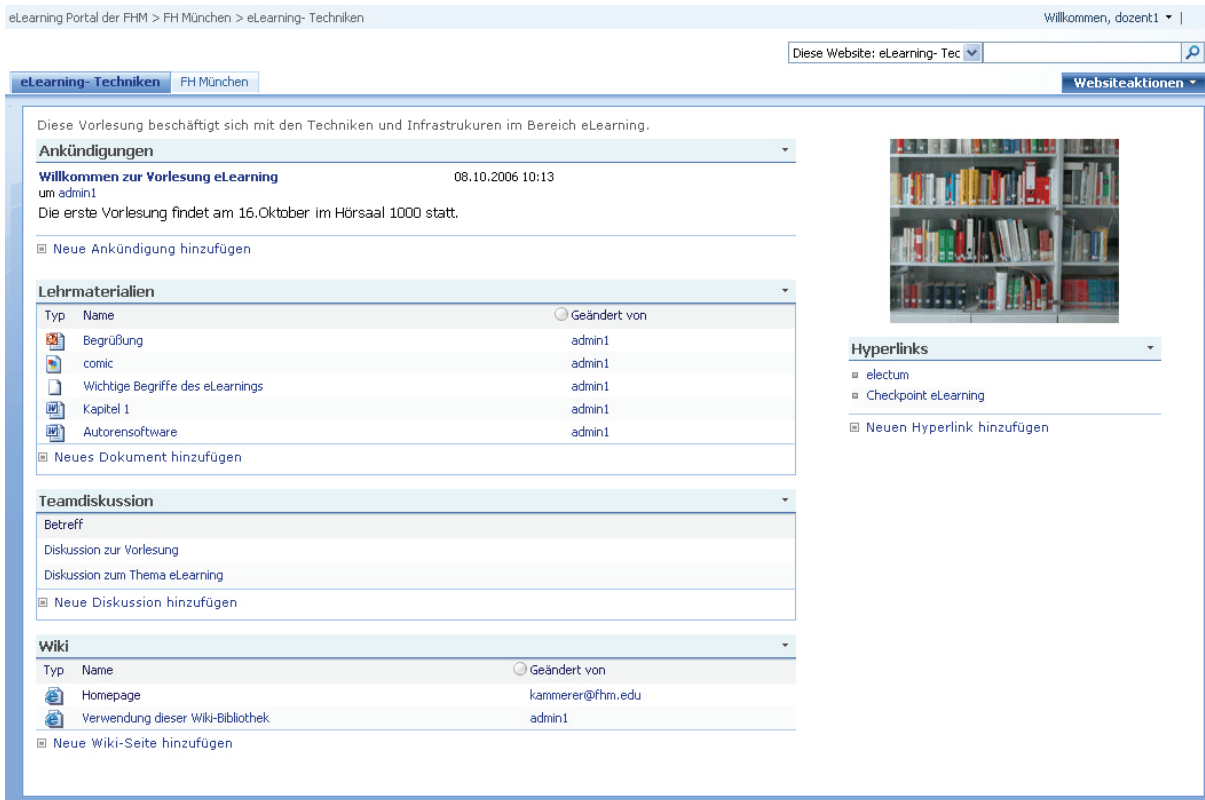 eLearning Portal der FHM > FH München > eLearning- Techniken
Willkommen, dozent1
Diese Website: eLearning- Tec
eLearning- Techniken
FH München
Websiteaktionen
Diese Vorlesung beschäftigt sich mit den Techniken und Infrastrukuren im Bereich eLearning.
Ankündigungen
Willkommen zur Vorlesung eLearning 08.10.2006 10:13
um admin1
Die erste Vorlesung findet am 16.Oktober im Hörsaal 1000 statt.
Neue Ankündigung hinzufügen
Lehrmaterialien
Typ Name Geändert von
Begrüßung admin1
comic admin1
Wichtige Begriffe des eLearnings admin1
Kapitel 1 admin1
Autorensoftware admin1
Neues Dokument hinzufügen
Teamdiskussion
Betreff
Diskussion zur Vorlesung
Diskussion zum Thema eLearning
Neue Diskussion hinzufügen
Wiki
Typ Name Geändert von
Homepage kammerer@fhm.edu
Verwendung dieser Wiki-Bibliothek admin1
Neue Wiki-Seite hinzufügen
Hyperlinks
electum
Checkpoint eLearning
Neuen Hyperlink hinzufügen